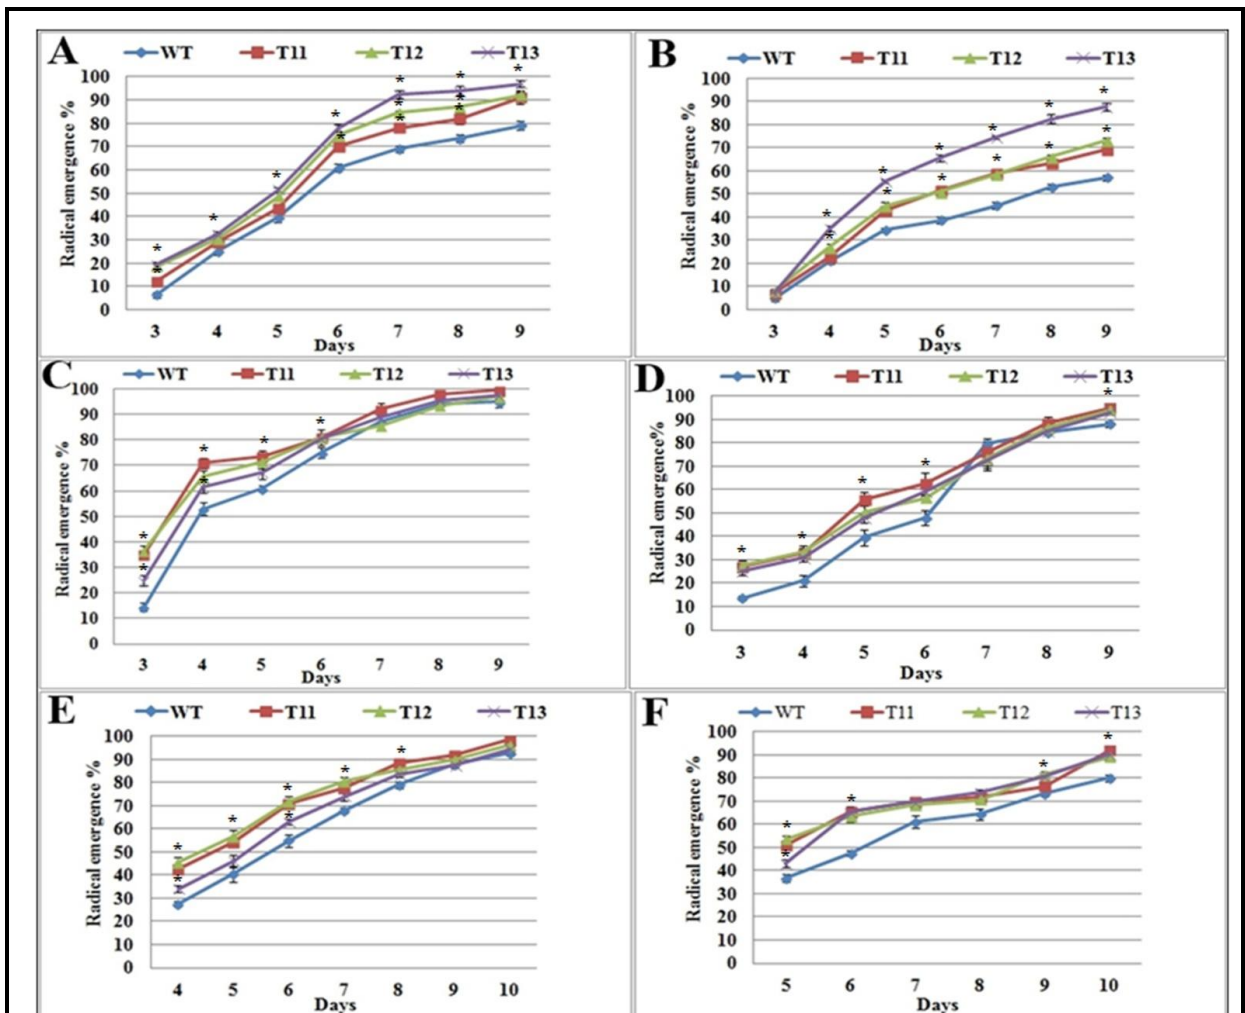 A WT T11 T12 T13
Radical emergence %
100
90
80
70
60
50
40
30
20
10
0
3 4 5 6 7 8 9
Days
B WT T11 T12 T13
Radical emergence %
100
90
80
70
60
50
40
30
20
10
0
3 4 5 6 7 8 9
Days
C WT T11 T12 T13
Radical emergence %
100
90
80
70
60
50
40
30
20
10
0
3 4 5 6 7 8 9
Days
D WT T11 T12 T13
Radical emergence%
100
90
80
70
60
50
40
30
20
10
0
3 4 5 6 7 8 9
Days
E WT T11 T12 T13
Radical emergence %
100
90
80
70
60
50
40
30
20
10
0
4 5 6 7 8 9 10
Days
F WT T11 T12 T13
Radical emergence %
100
90
80
70
60
50
40
30
20
10
0
5 6 7 8 9 10
Days